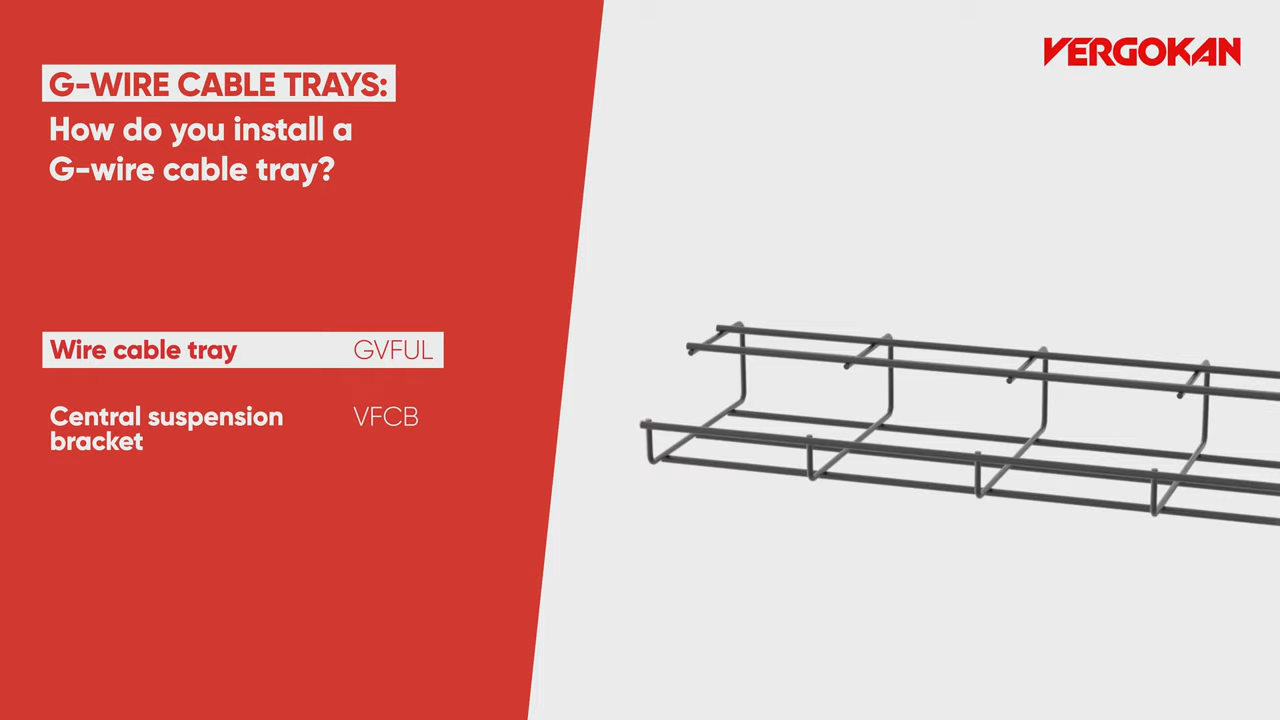 VERGOKAN
G-WIRE CABLE TRAYS:
How do you install a
G-wire cable tray?
Wire cable tray GVFUL
Central suspension VFCB
bracket